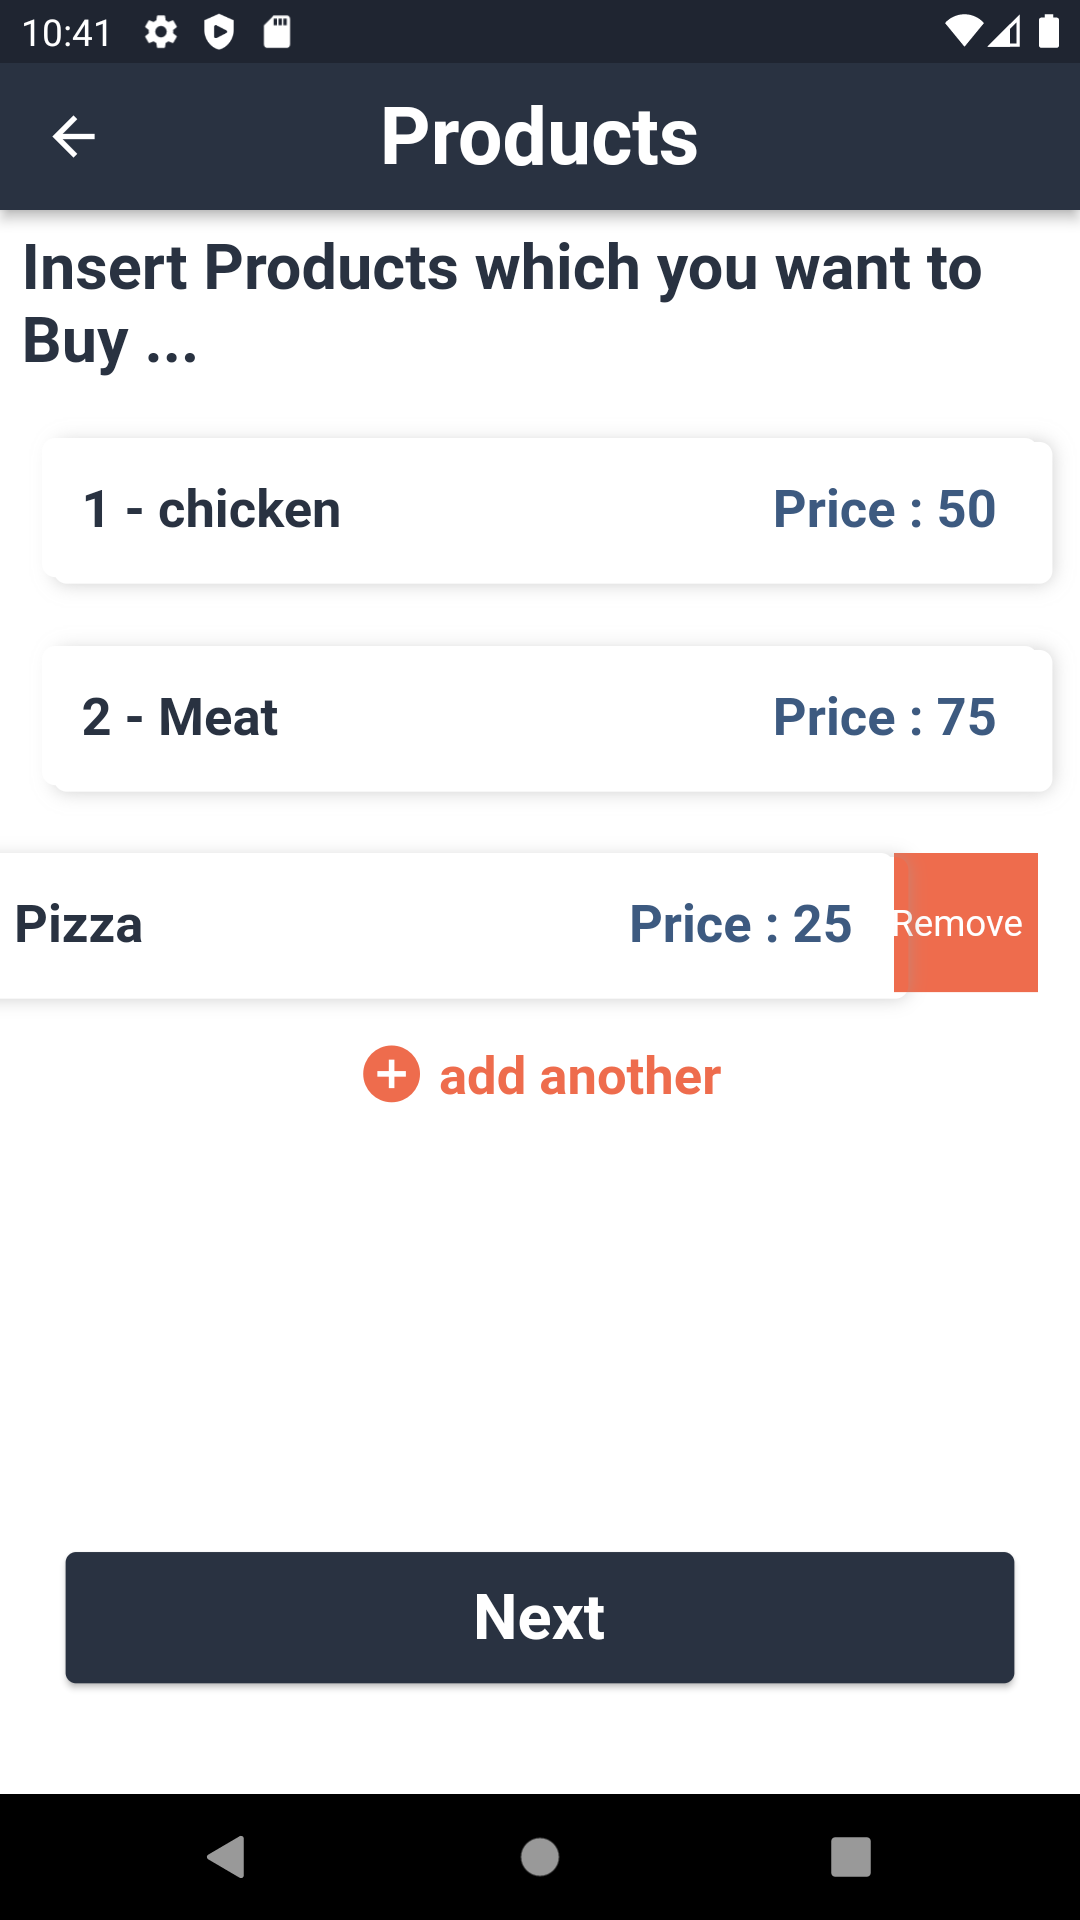 10:41
Products
Insert Products which you want to
Buy ...
1 - chicken Price : 50
2 - Meat Price : 75
Pizza Price : 25 Remove
add another
Next